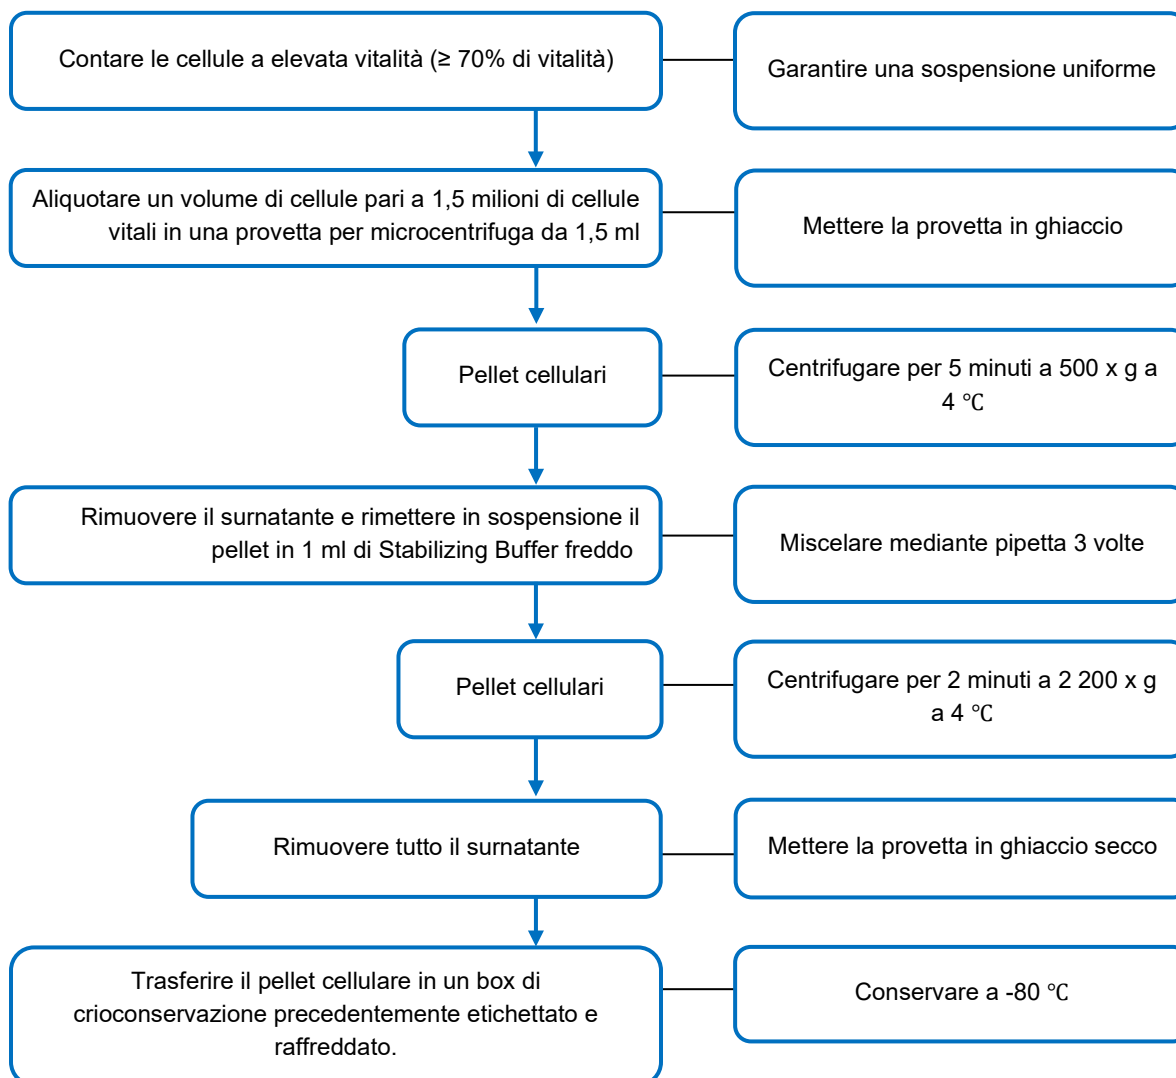 Contare le cellule a elevata vitalità (≥ 70% di vitalità)
Garantire una sospensione uniforme
Aliquotare un volume di cellule pari a 1,5 milioni di cellule
vitali in una provetta per microcentrifuga da 1,5 ml
Mettere la provetta in ghiaccio
Pellet cellulari
Centrifugare per 5 minuti a 500 x g a
4 °C
Rimuovere il surnatante e rimettere in sospensione il
pellet in 1 ml di Stabilizing Buffer freddo
Miscelare mediante pipetta 3 volte
Pellet cellulari
Centrifugare per 2 minuti a 2 200 x g
a 4 °C
Rimuovere tutto il surnatante
Mettere la provetta in ghiaccio secco
Trasferire il pellet cellulare in un box di
crioconservazione precedentemente etichettato e
raffreddato.
Conservare a -80 °C